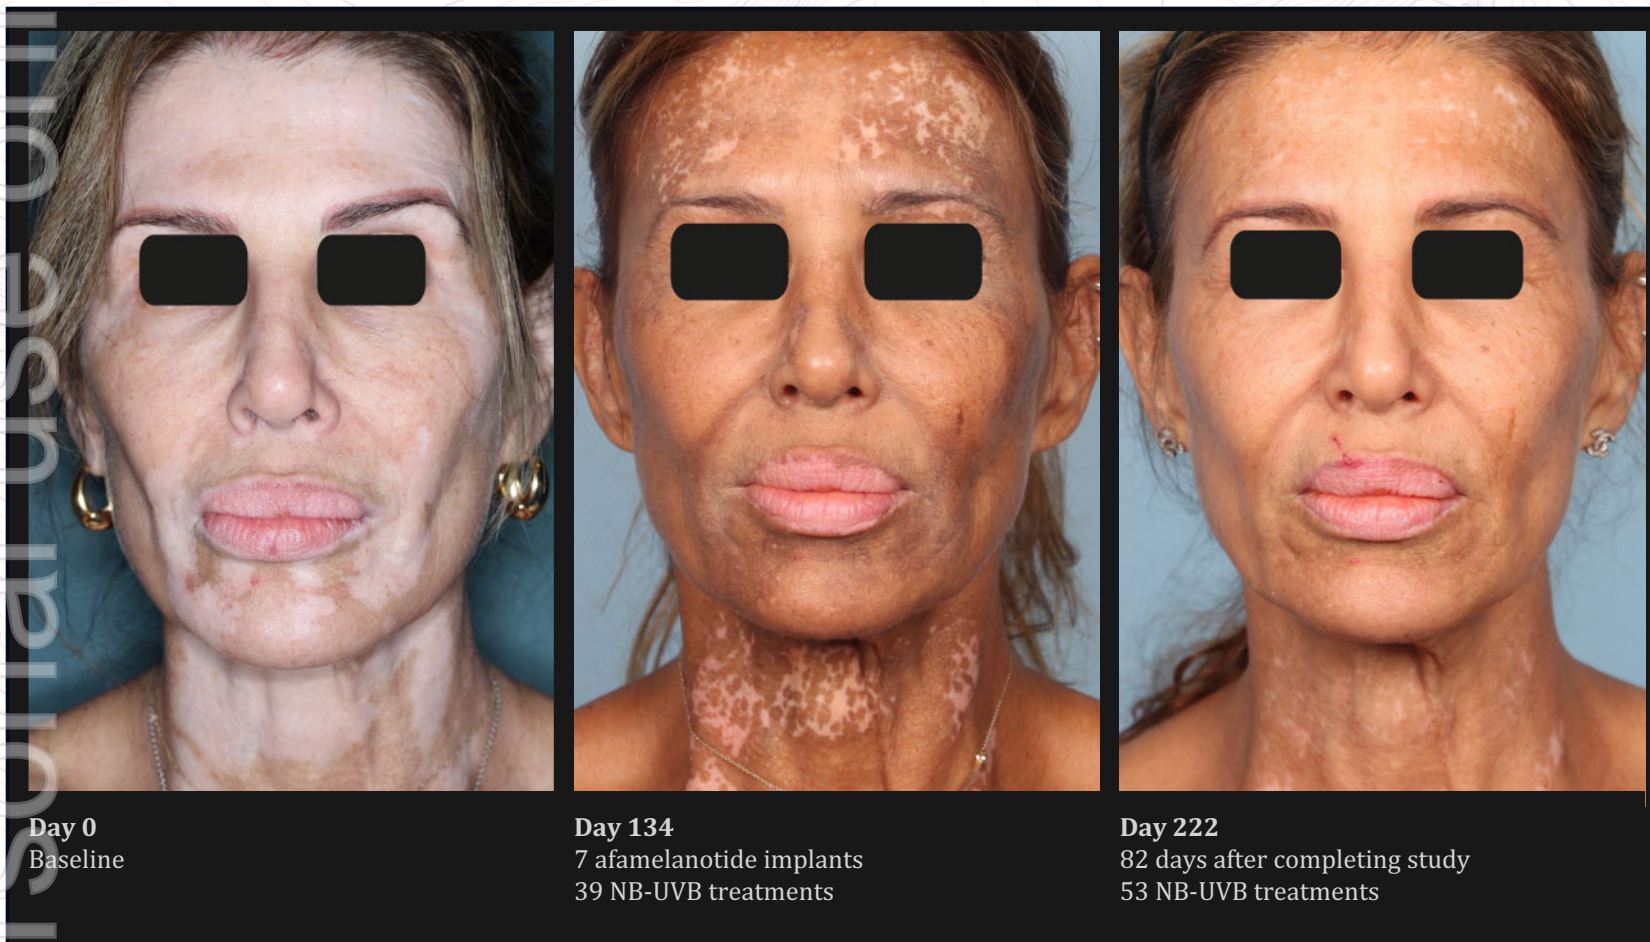 Day 0
Baseline
Day 134
7 afamelanotide implants
39 NB-UVB treatments
Day 222
82 days after completing study
53 NB-UVB treatments